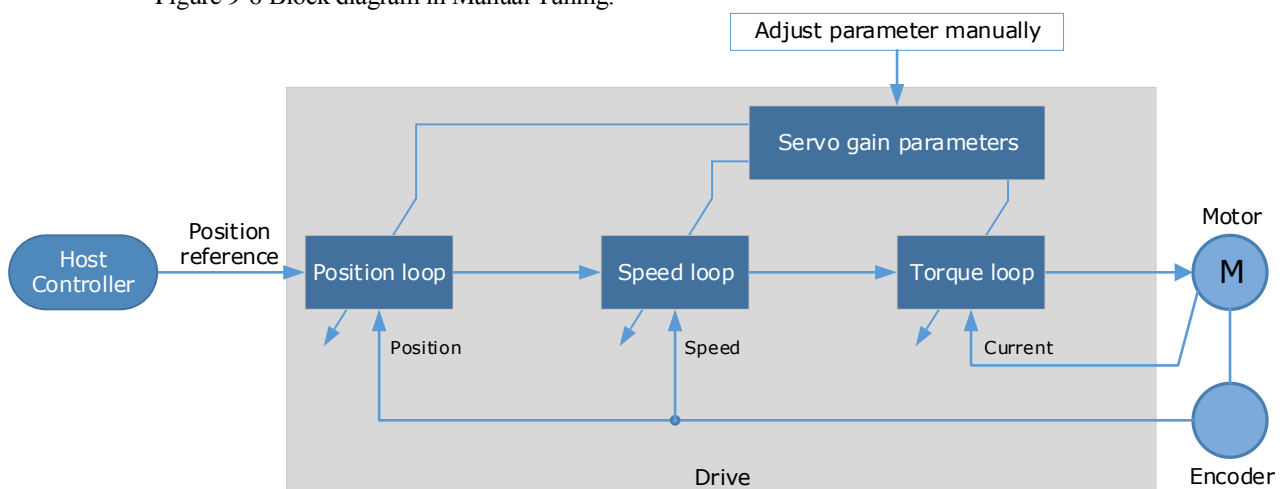 Figure 9-8 Block diagram in Manual Tuning.
Adjust parameter manually
Servo gain parameters
Motor
Position
reference
Host
Controller
Position loop
Speed loop
Torque loop
M
Position
Speed
Current
Drive
Encoder